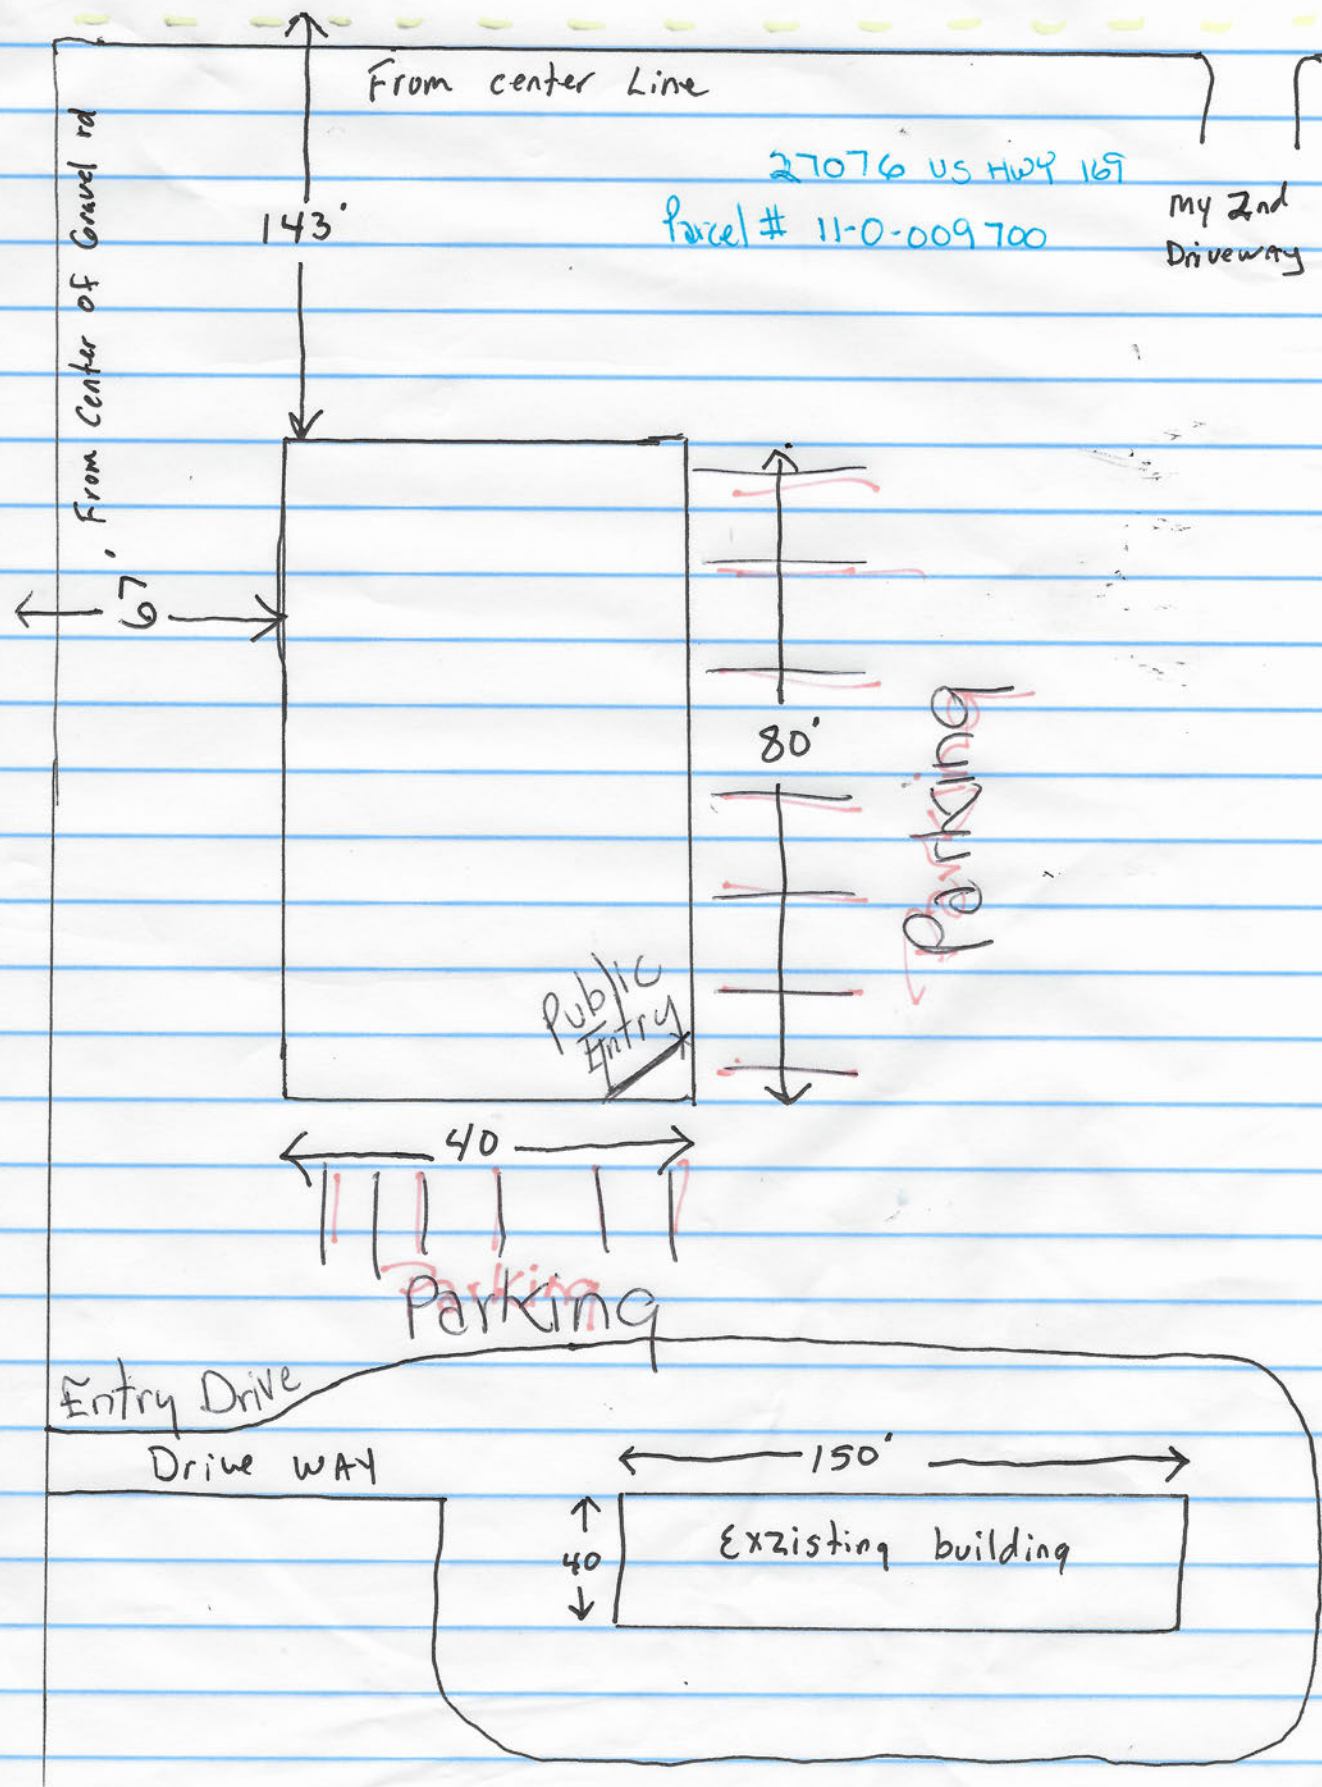 From center Line
27076 US HWY 169
Parcel # 11-0-009700
My 2nd
Driveway
143'
67' From Center of Gravel rd
80'
Parking
Public
Entry
40
Parking
Entry Drive
Drive WAY
150'
40
Exzisting building